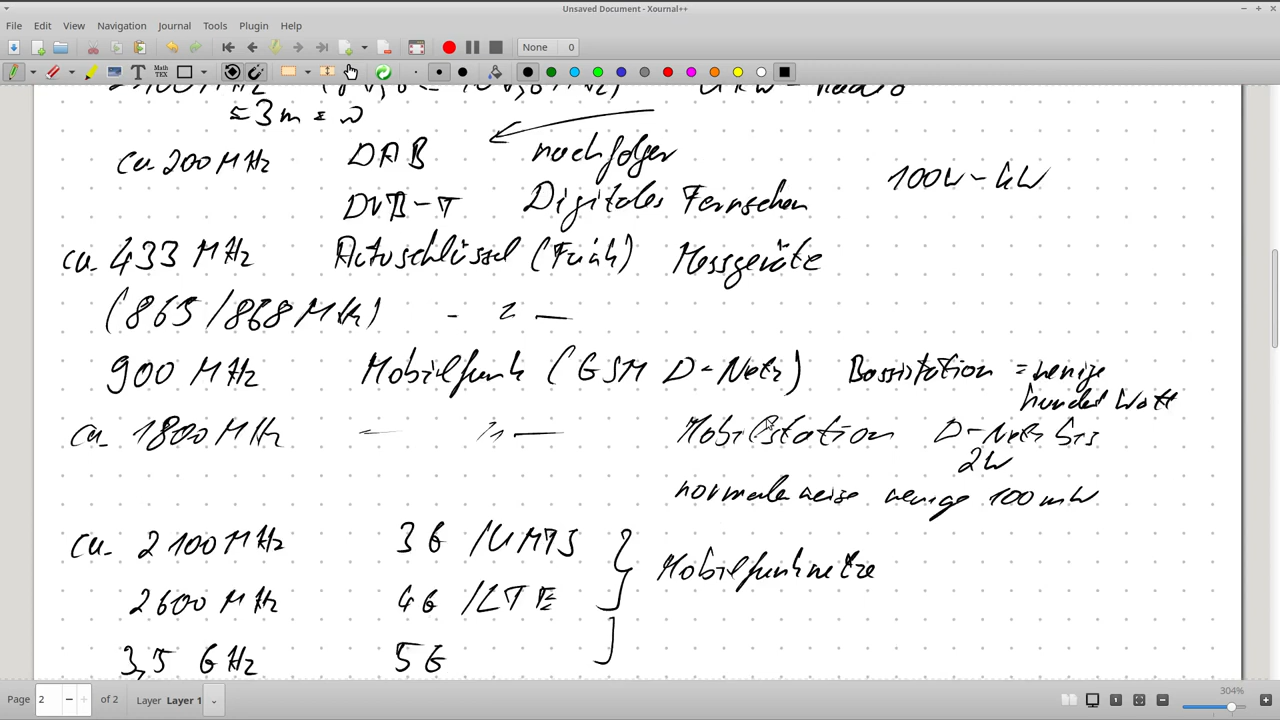 Unsaved Document - Xournal++
File Edit View Navigation Journal Tools Plugin Help
None 0
Math TEX
≈3m = λ
ca. 200 MHz DAB nachfolger
100W - kW
DVB-T Digitales Fernsehen
ca. 433 MHz Autoschlüssel (Funk) Messgeräte
(865/868 MHz) - " -
900 MHz Mobilfunk (GSM D-Netz) Basisstation = wenige
hundert Watt
ca. 1800 MHz - " - Mobilstation D-Netz bis
2W
normalerweise wenige 100 mW
ca. 2100 MHz 3G /UMTS
Mobilfunknetze
2600 MHz 4G /LTE
3,5 GHz 5G
Page 2 of 2 Layer Layer 1
304%